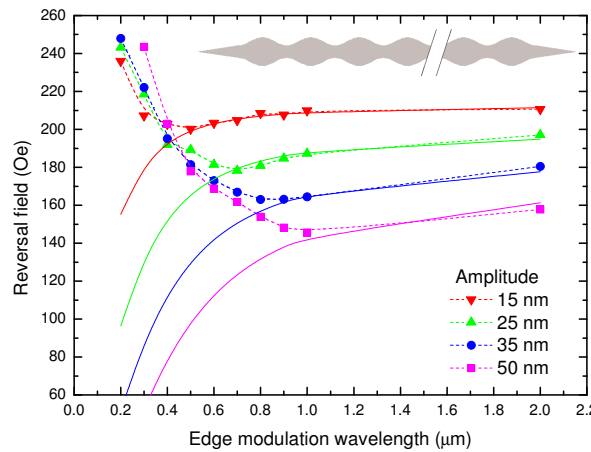 260
240
220
200
180
160
140
120
100
80
60
Reversal field (Oe)
Amplitude
15 nm
25 nm
35 nm
50 nm
0.0 0.2 0.4 0.6 0.8 1.0 1.2 1.4 1.6 1.8 2.0 2.2
Edge modulation wavelength (μm)